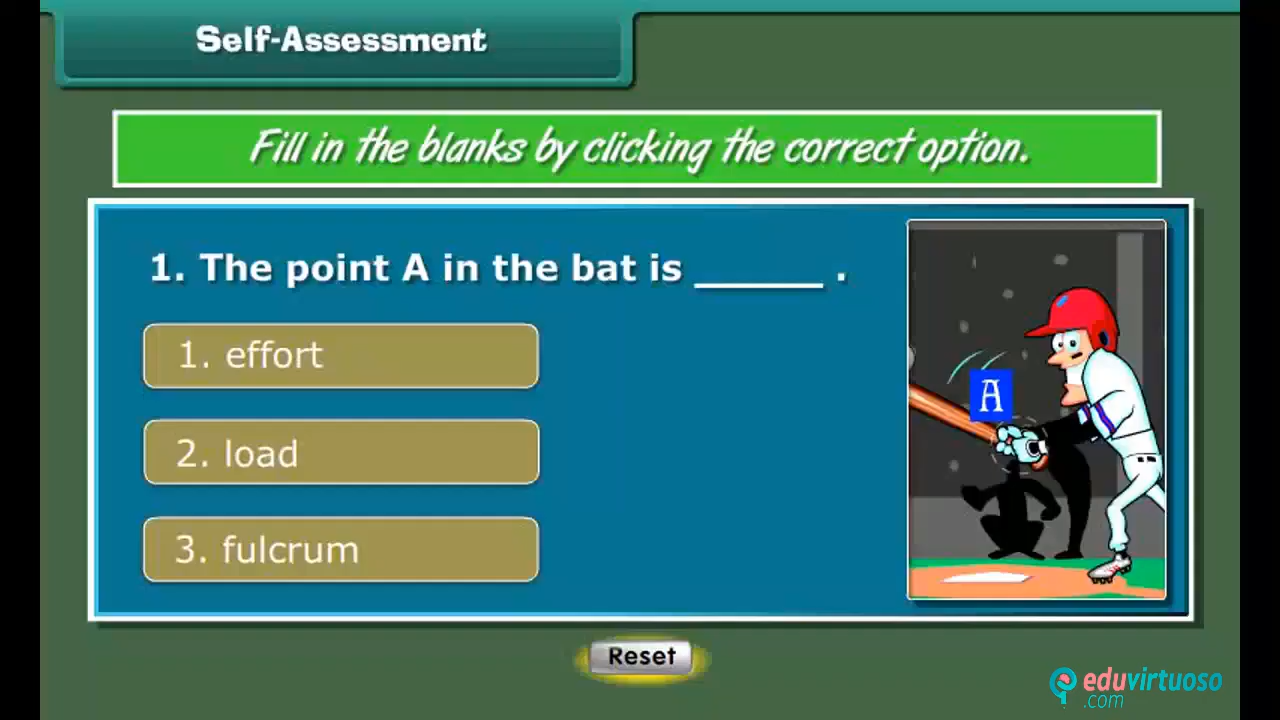 Self-Assessment
Fill in the blanks by clicking the correct option.
1. The point A in the bat is ______ .
1. effort
2. load
3. fulcrum
A
Reset
eduvirtuoso
.com